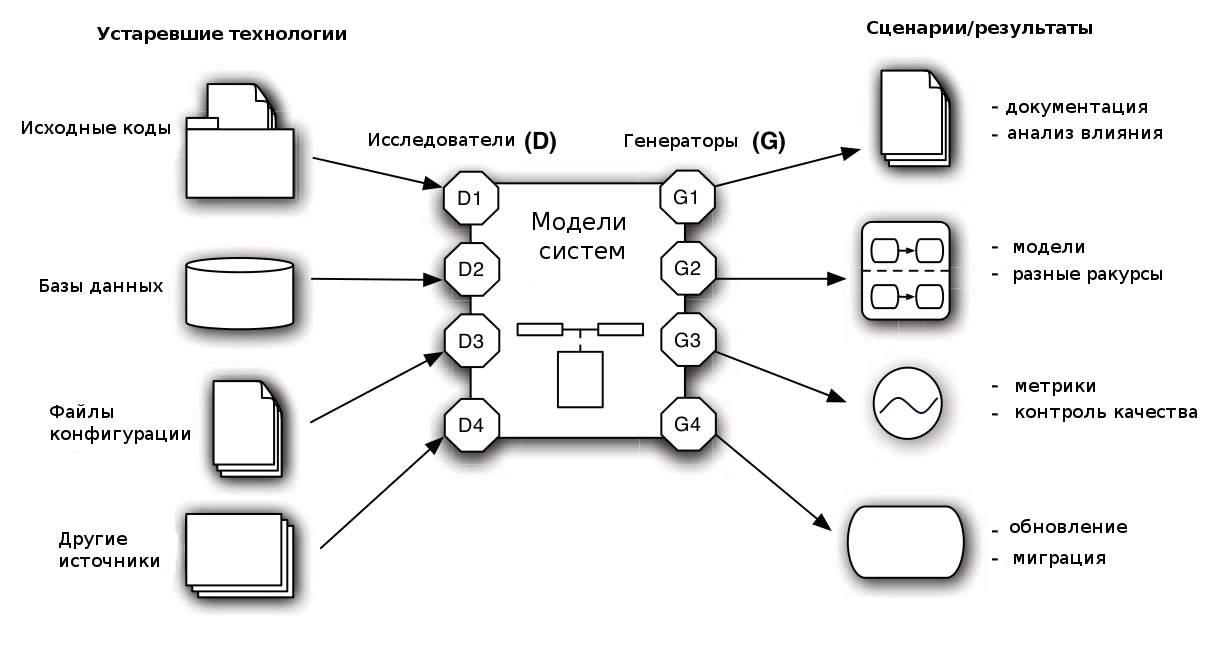 Устаревшие технологии
Сценарии/результаты
Исходные коды
Базы данных
Файлы
конфигурации
Другие
источники
Исследователи (D)
Генераторы (G)
D1
D2
D3
D4
Модели
систем
G1
G2
G3
G4
- документация
- анализ влияния
- модели
- разные ракурсы
- метрики
- контроль качества
- обновление
- миграция